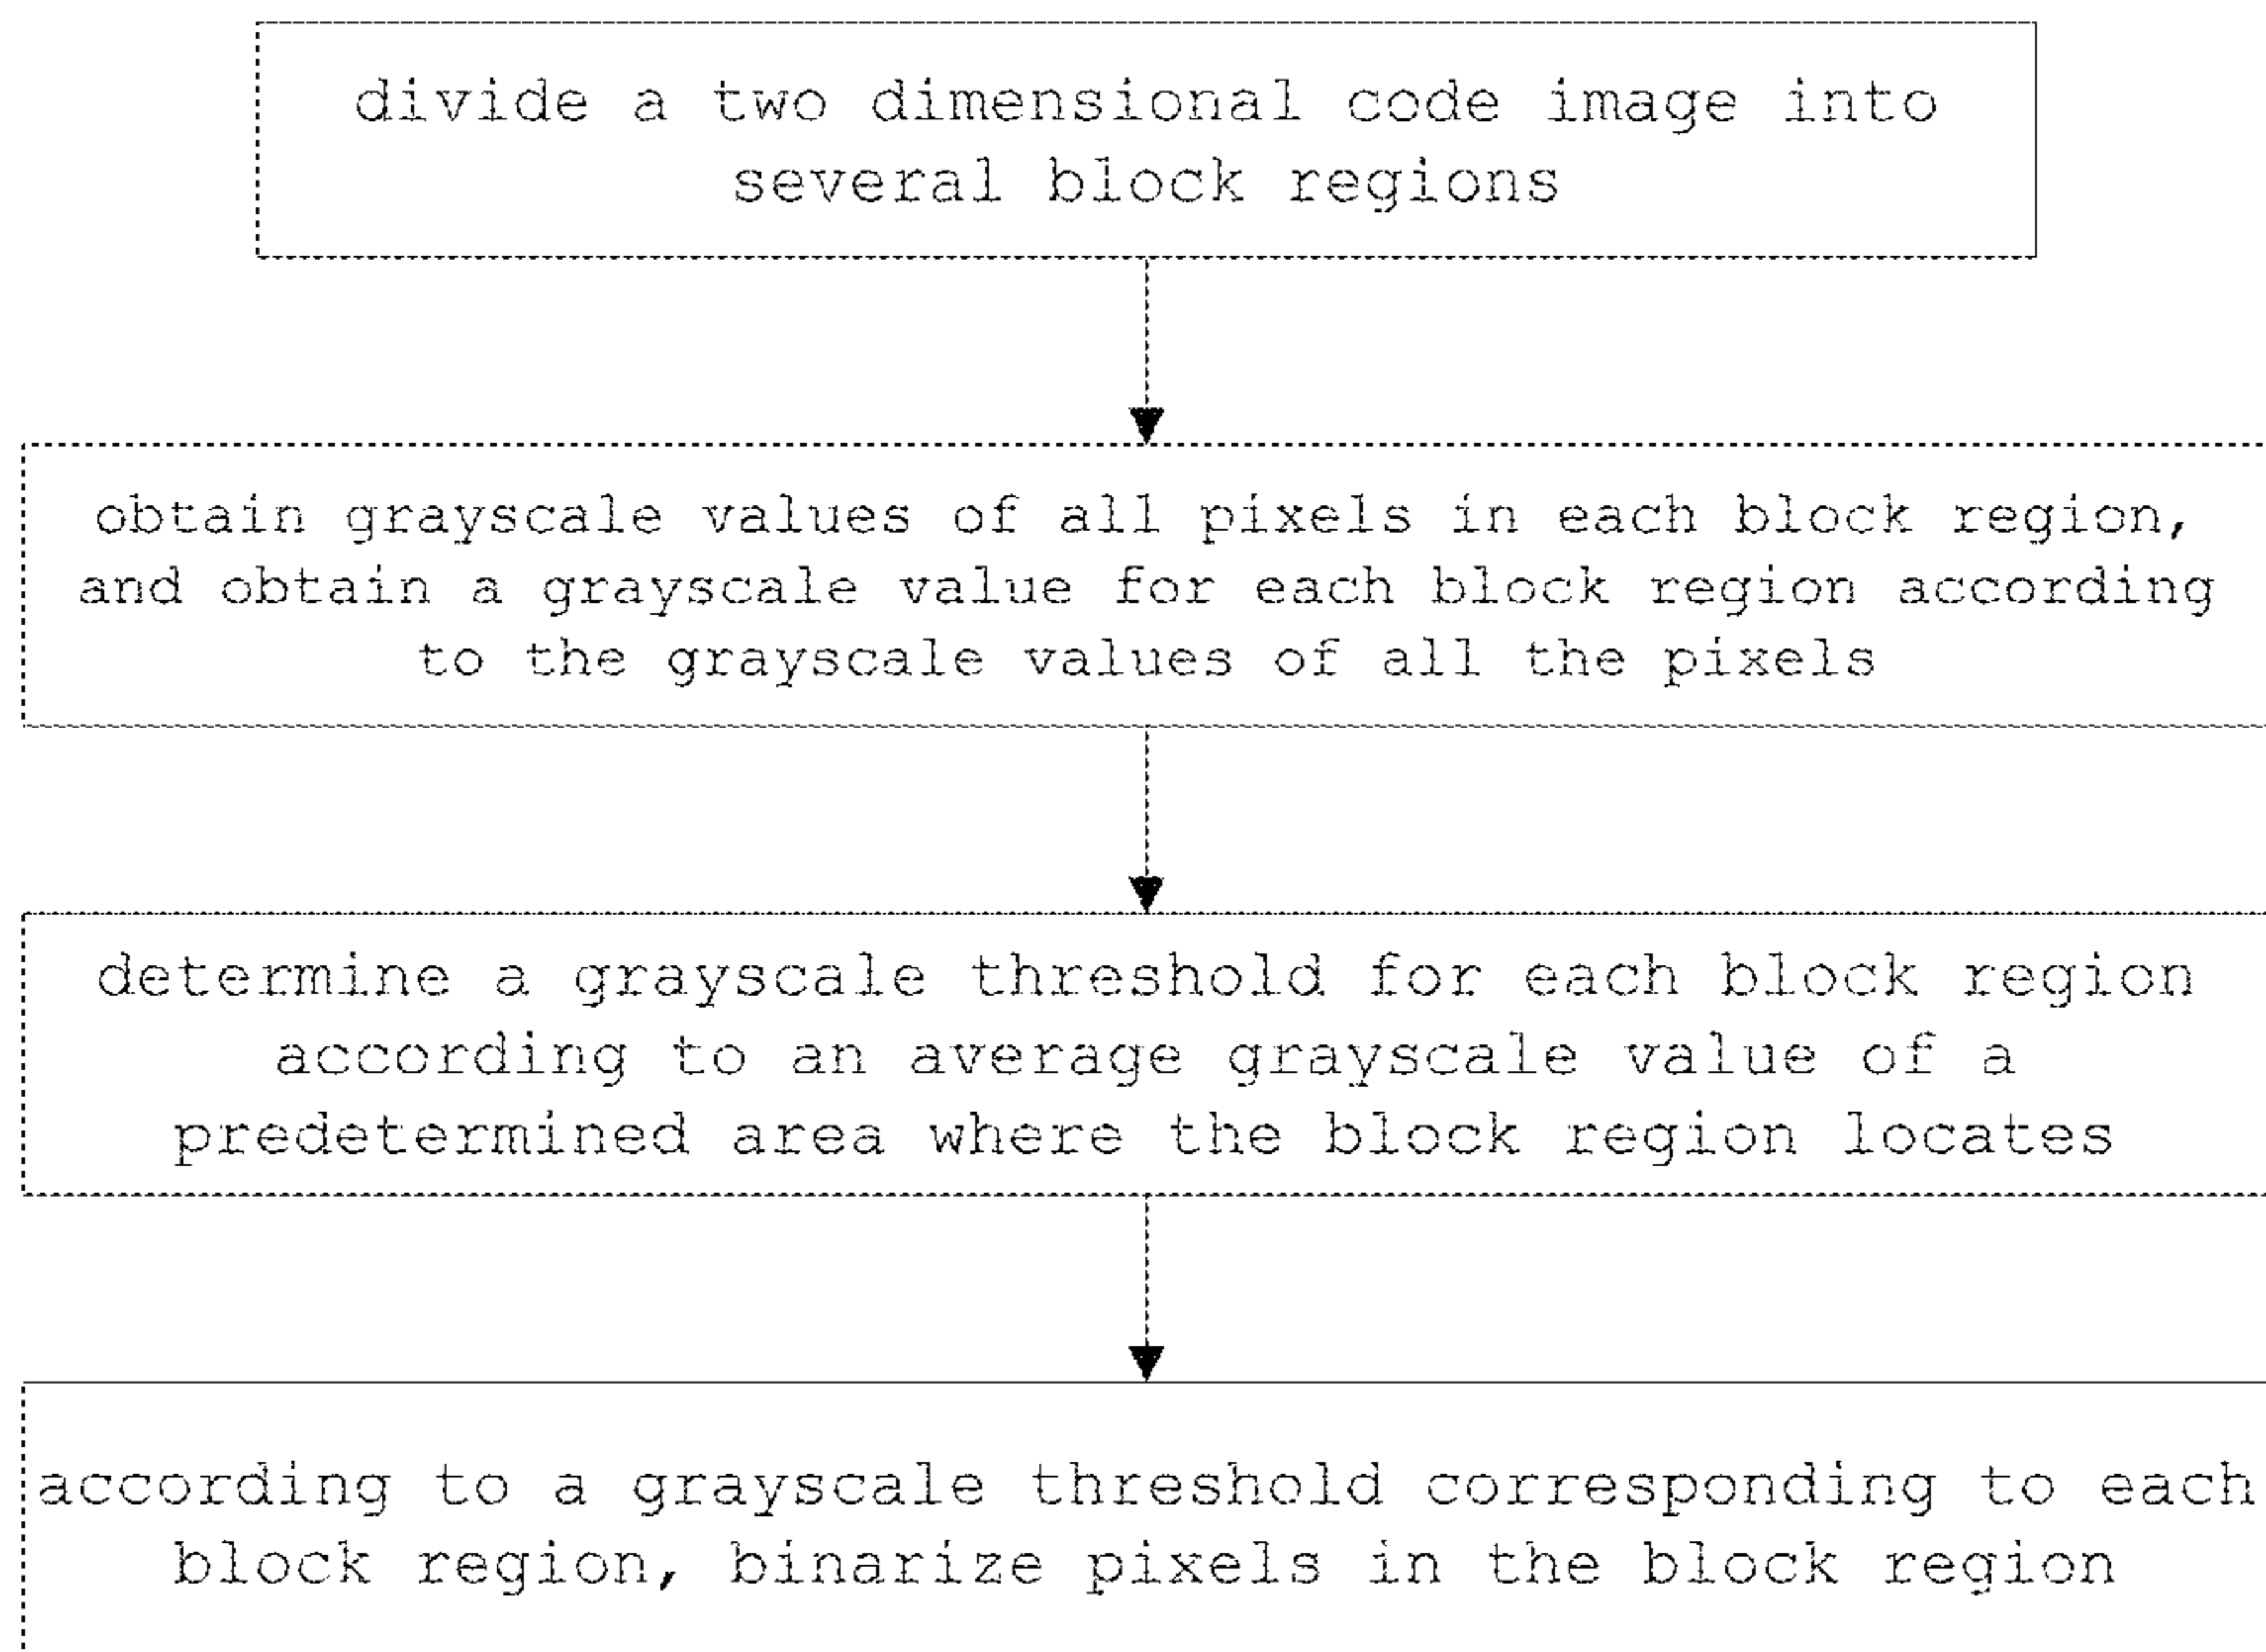 divide a two dimensional code image into
several block regions
obtain grayscale values of all pixels in each block region,
and obtain a grayscale value for each block region according
to the grayscale values of all the pixels
determine a grayscale threshold for each block region
according to an average grayscale value of a
predetermined area where the block region locates
according to a grayscale threshold corresponding to each
block region, binarize pixels in the block region